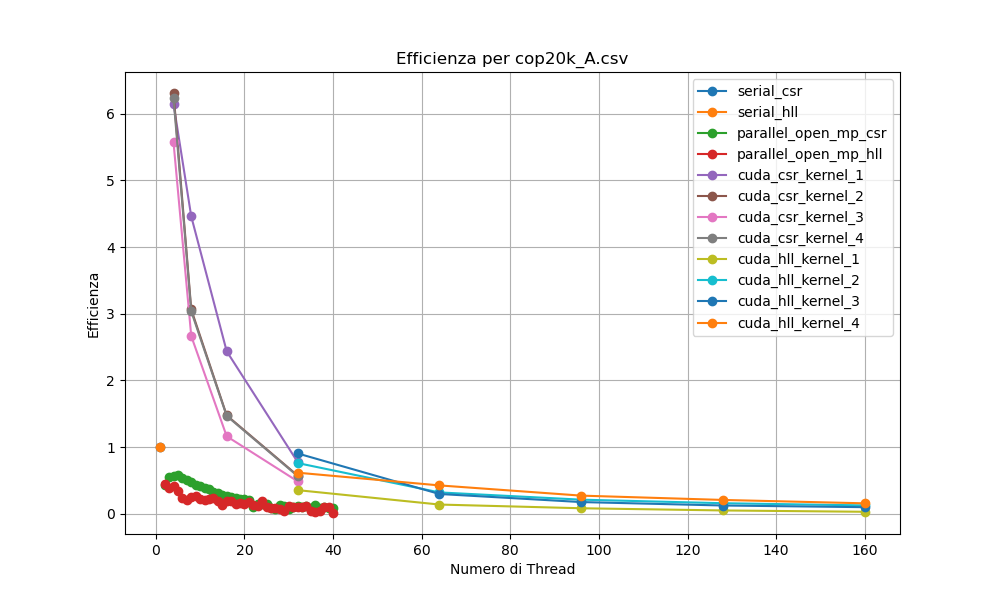 Efficienza per cop20k_A.csv
Efficienza
6
5
4
3
2
1
0
0 20 40 60 80 100 120 140 160
Numero di Thread
serial_csr
serial_hll
parallel_open_mp_csr
parallel_open_mp_hll
cuda_csr_kernel_1
cuda_csr_kernel_2
cuda_csr_kernel_3
cuda_csr_kernel_4
cuda_hll_kernel_1
cuda_hll_kernel_2
cuda_hll_kernel_3
cuda_hll_kernel_4